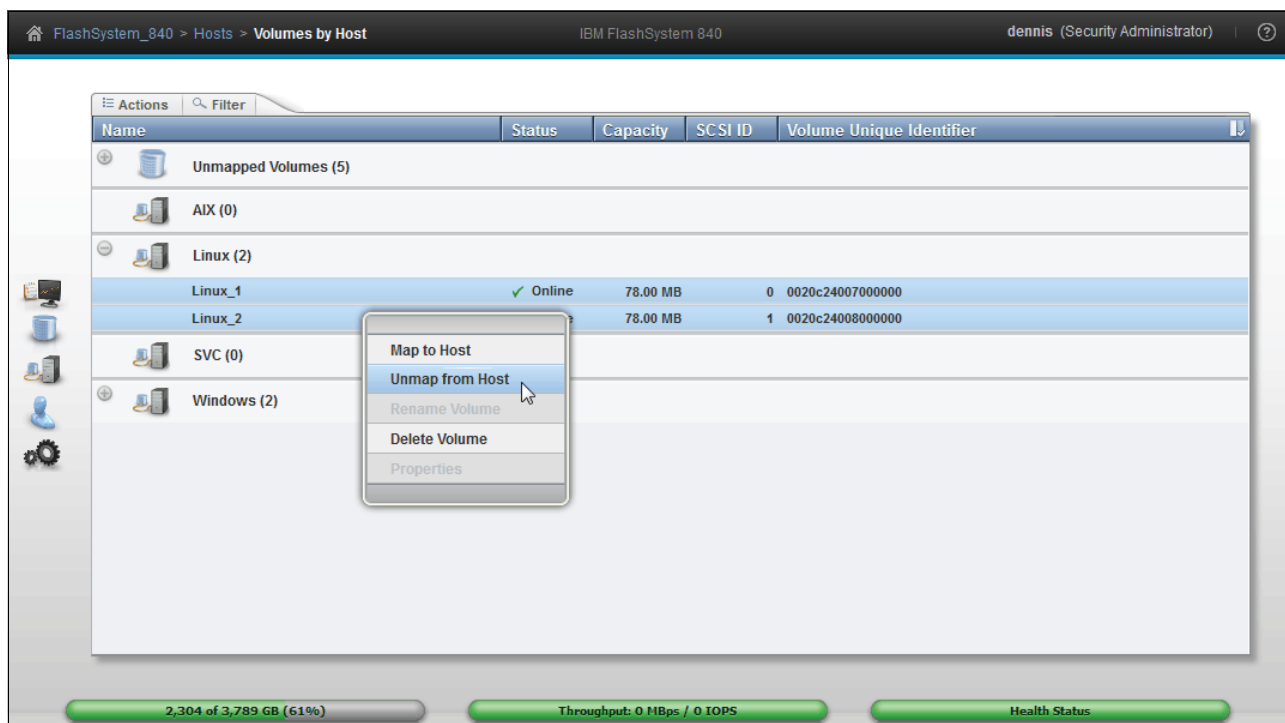 FlashSystem_840 > Hosts > Volumes by Host IBM FlashSystem 840 dennis (Security Administrator) | ?
Actions Filter
Name Status Capacity SCSI ID Volume Unique Identifier
Unmapped Volumes (5)
AIX (0)
Linux (2)
Linux_1 Online 78.00 MB 0 0020c24007000000
Linux_2 78.00 MB 1 0020c24008000000
SVC (0)
Map to Host
Unmap from Host
Windows (2)
Rename Volume
Delete Volume
Properties
2,304 of 3,789 GB (61%) Throughput: 0 MBps / 0 IOPS Health Status